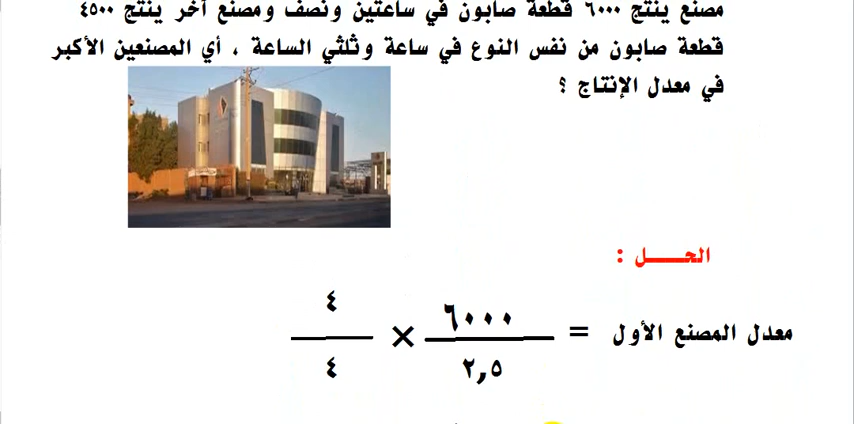 مصنع ينتج ٦٠٠٠ قطعة صابون في ساعتين ونصف ومصنع آخر ينتج ٤٥٠٠
قطعة صابون من نفس النوع في ساعة وثلثي الساعة ، أي المصنعين الأكبر
في معدل الإنتاج ؟
الحـــل :
معدل المصنع الأول = ٦٠٠٠ / ٢,٥ × ٤ / ٤